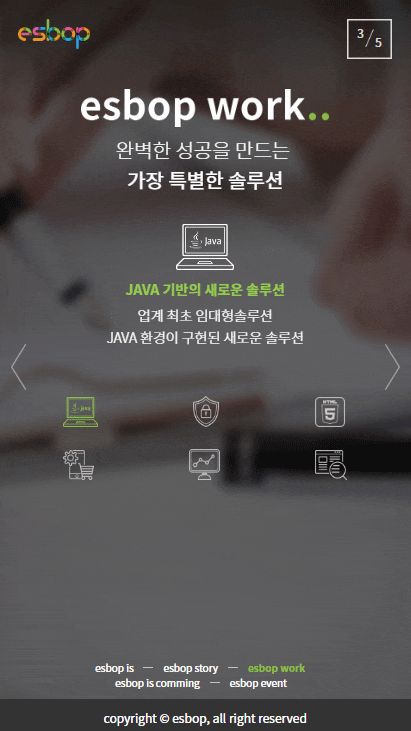 esbop
3/5
esbop work..
완벽한 성공을 만드는
가장 특별한 솔루션
Java
JAVA 기반의 새로운 솔루션
업계 최초 임대형솔루션
JAVA 환경이 구현된 새로운 솔루션
Java
HTML
5
esbop is — esbop story — esbop work
esbop is comming — esbop event
copyright © esbop, all right reserved